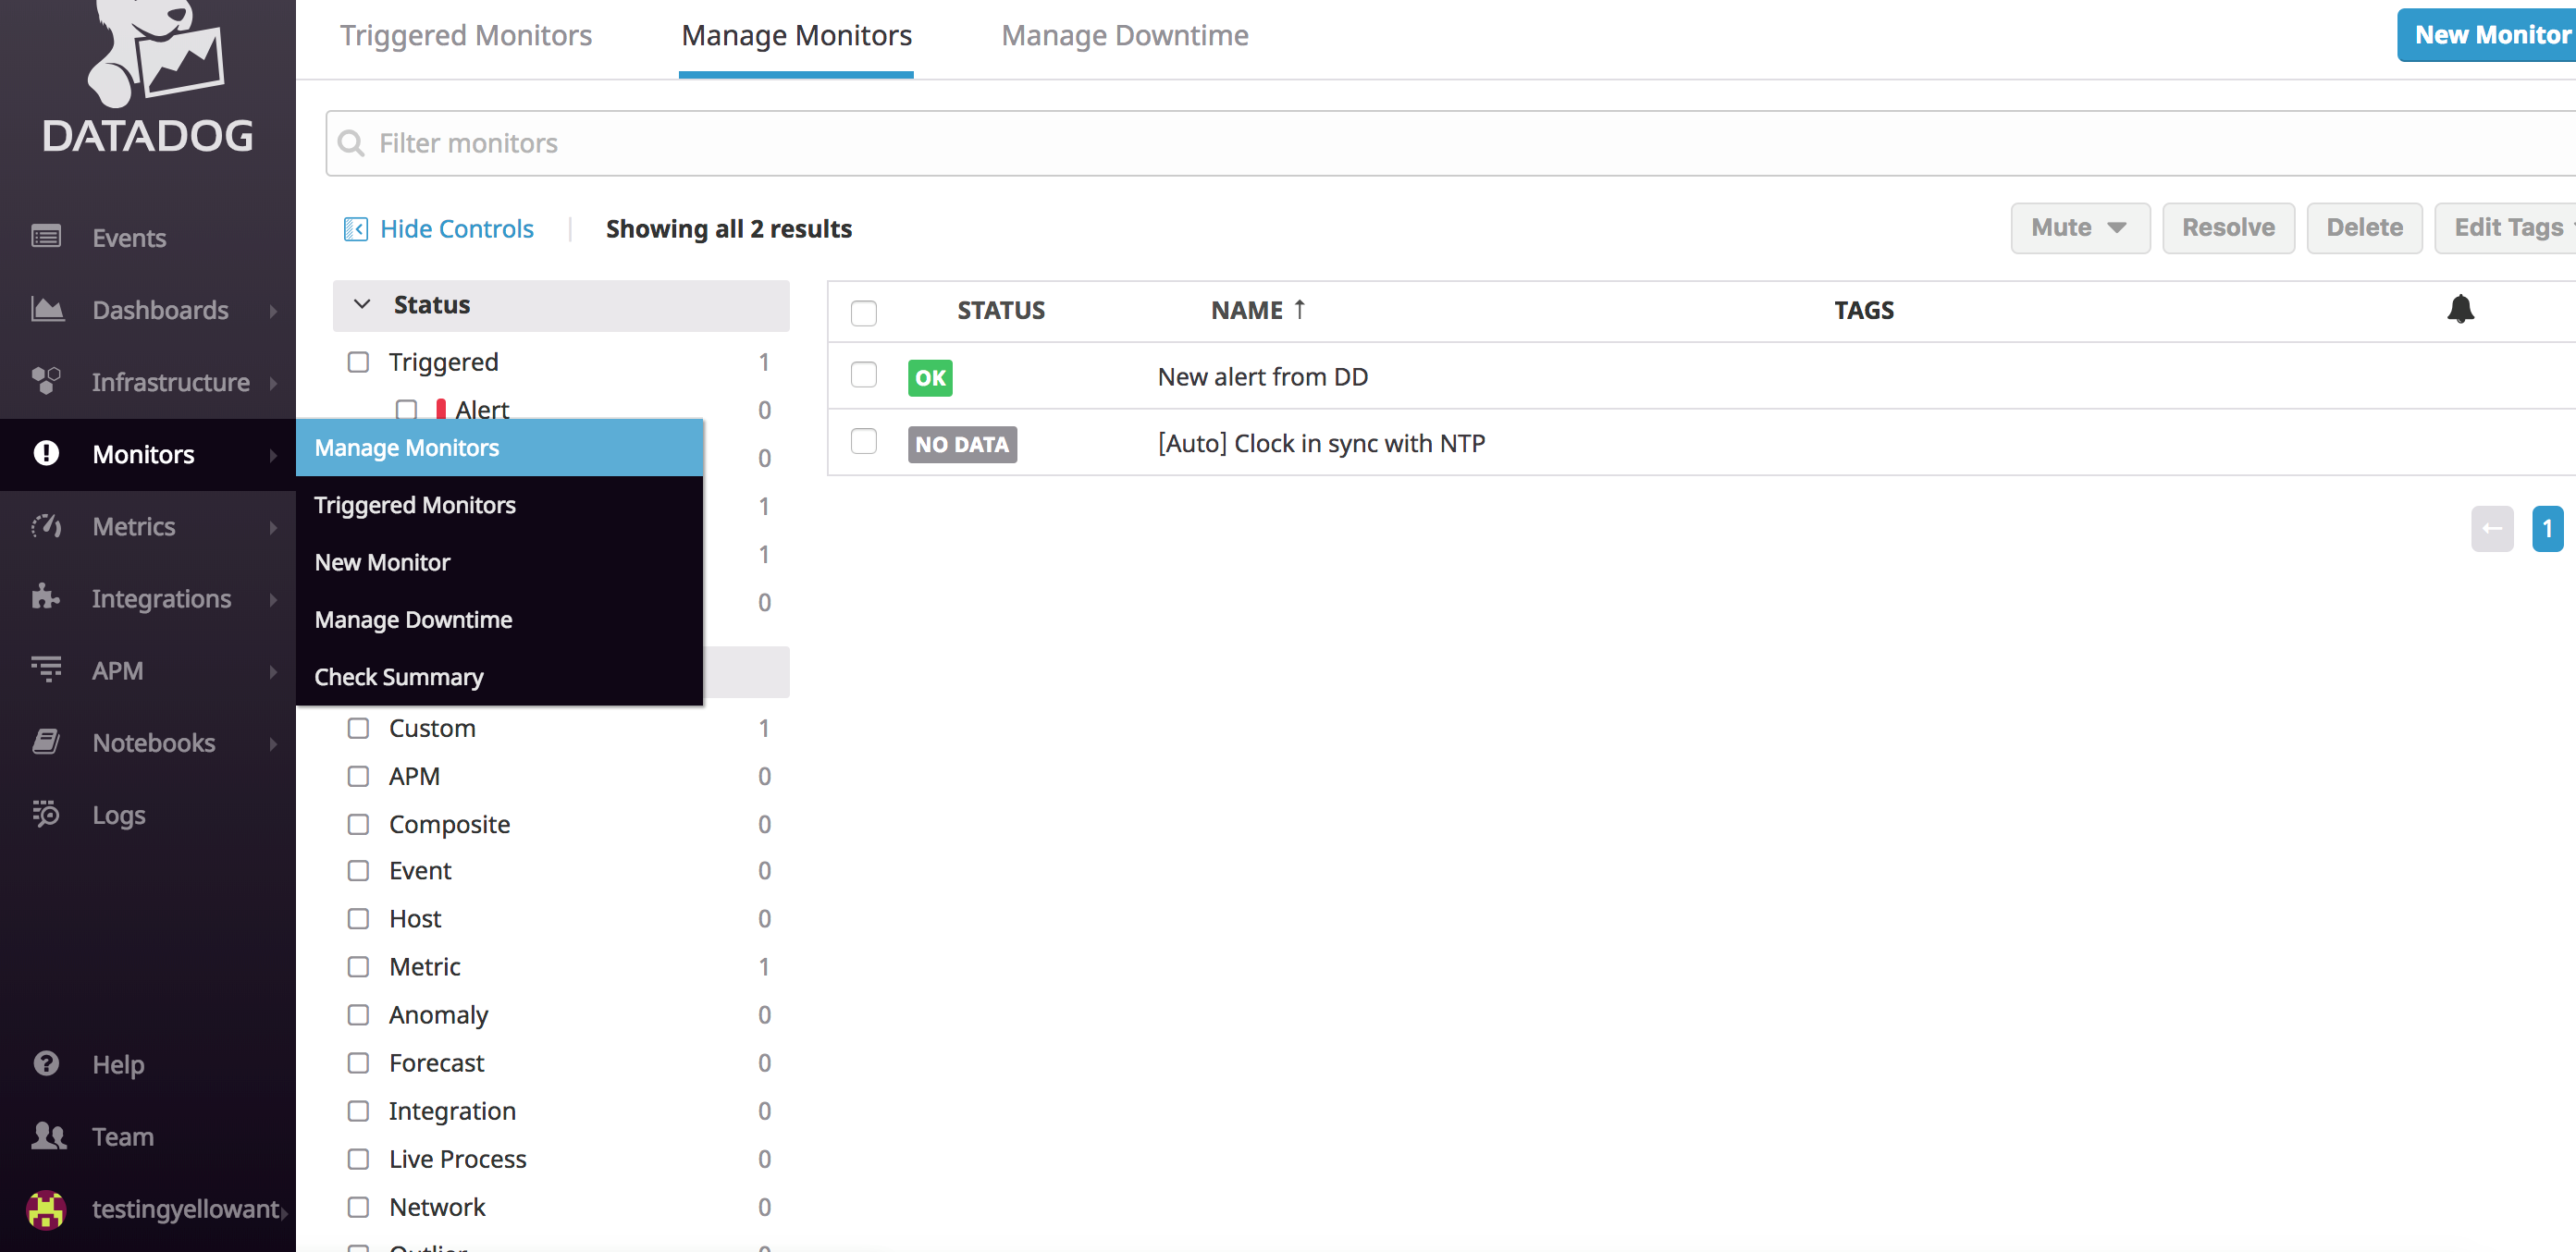 DATADOG
Events
Dashboards
Infrastructure
Monitors
Metrics
Integrations
APM
Notebooks
Logs
Help
Team
testingyellowant
Manage Monitors
Triggered Monitors
New Monitor
Manage Downtime
Check Summary
Triggered Monitors Manage Monitors Manage Downtime New Monitor
Filter monitors
Hide Controls Showing all 2 results Mute Resolve Delete Edit Tags
Status
Triggered 1
Alert 0
0
1
1
0
Custom 1
APM 0
Composite 0
Event 0
Host 0
Metric 1
Anomaly 0
Forecast 0
Integration 0
Live Process 0
Network 0
STATUS NAME ↑ TAGS
OK New alert from DD
NO DATA [Auto] Clock in sync with NTP
← 1